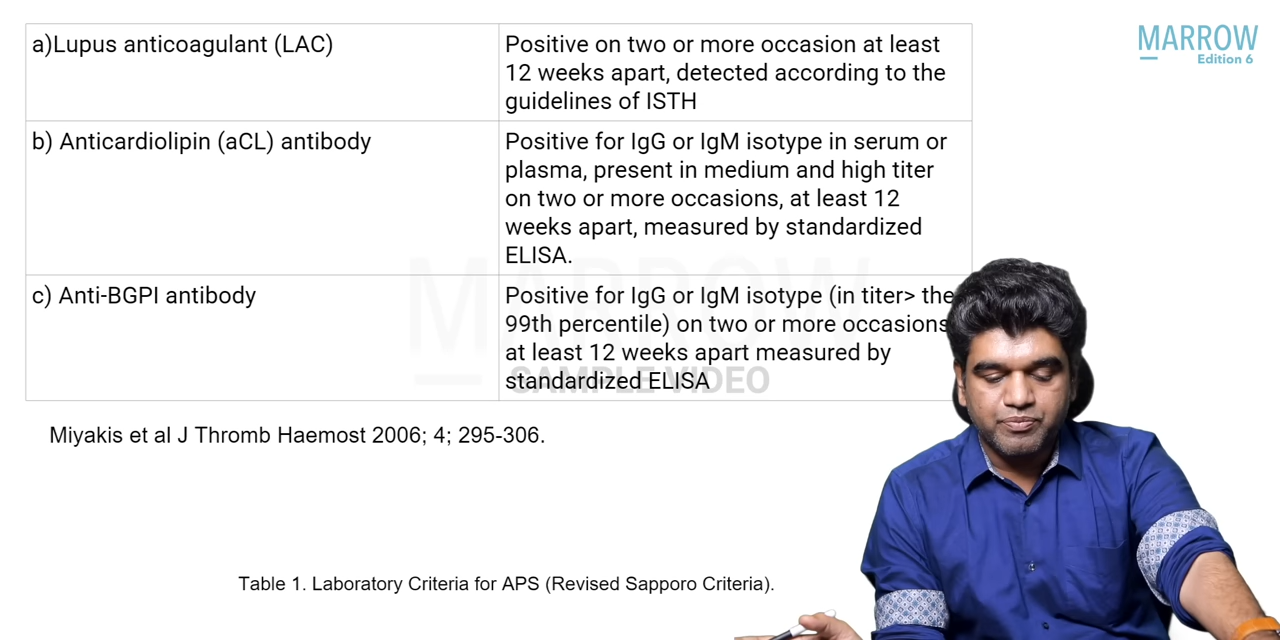 MARROW
Edition 6
a)Lupus anticoagulant (LAC)
Positive on two or more occasion at least
12 weeks apart, detected according to the
guidelines of ISTH
b) Anticardiolipin (aCL) antibody
Positive for IgG or IgM isotype in serum or
plasma, present in medium and high titer
on two or more occasions, at least 12
weeks apart, measured by standardized
ELISA.
c) Anti-BGPI antibody
Positive for IgG or IgM isotype (in titer> the
99th percentile) on two or more occasions
at least 12 weeks apart measured by
standardized ELISA
MARROW
SAMPLE VIDEO
Miyakis et al J Thromb Haemost 2006; 4; 295-306.
Table 1. Laboratory Criteria for APS (Revised Sapporo Criteria).